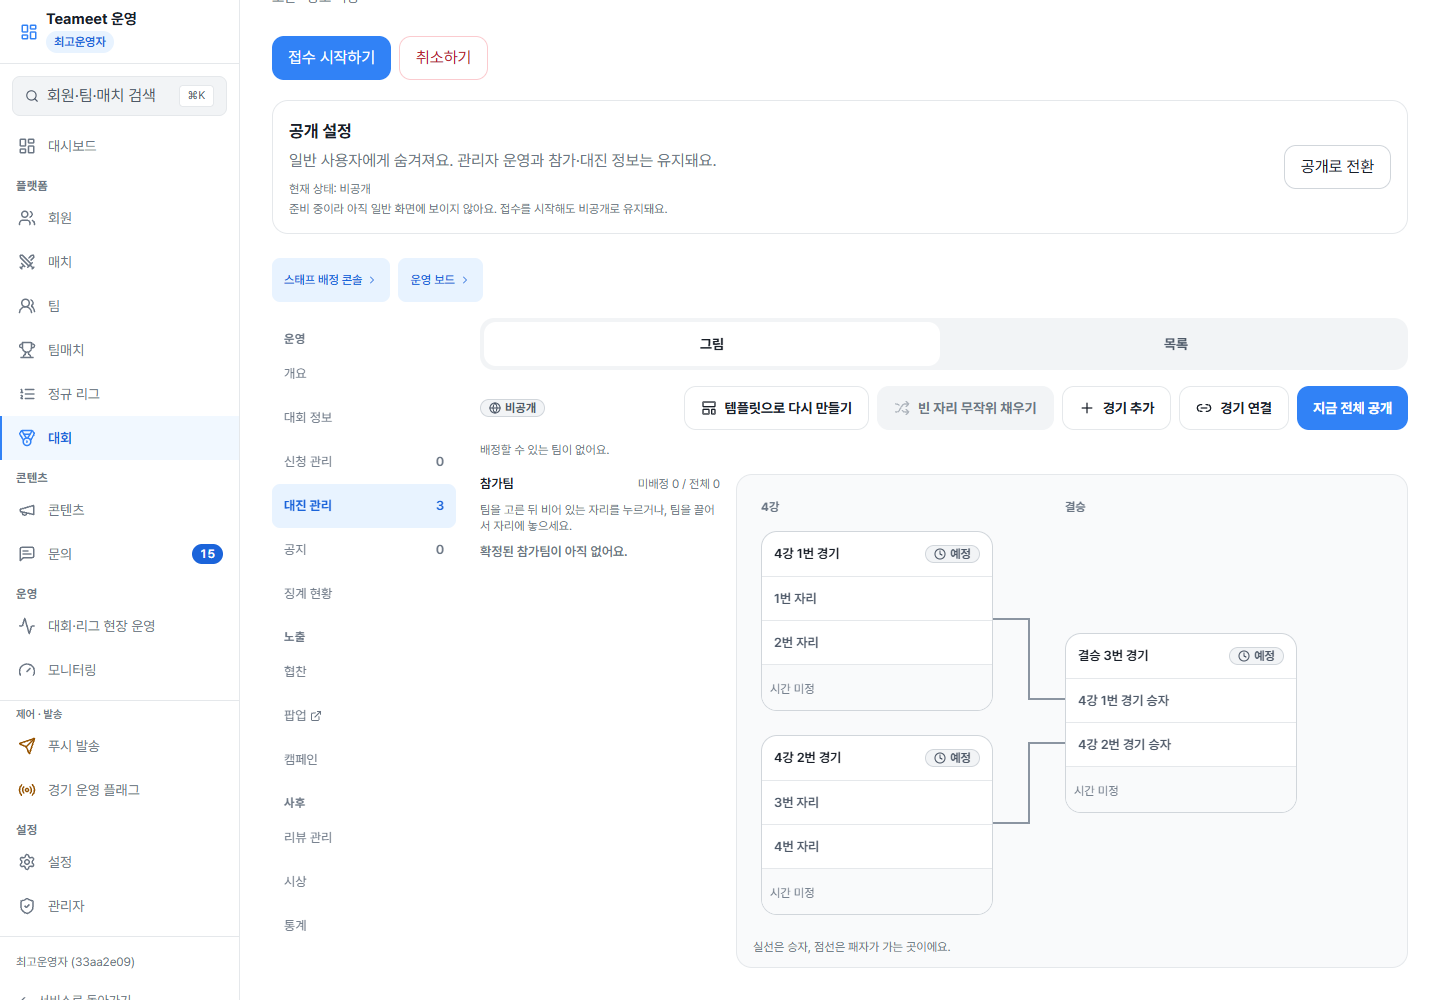 Teameet 운영
최고운영자
회원·팀·매치 검색
⌘K
대시보드
플랫폼
회원
매치
팀
팀매치
정규 리그
대회
콘텐츠
콘텐츠
문의
15
운영
대회·리그 현장 운영
모니터링
제어 · 발송
푸시 발송
경기 운영 플래그
설정
설정
관리자
최고운영자 (33aa2e09)
접수 시작하기
취소하기
공개 설정
일반 사용자에게 숨겨져요. 관리자 운영과 참가·대진 정보는 유지돼요.
현재 상태: 비공개
준비 중이라 아직 일반 화면에 보이지 않아요. 접수를 시작해도 비공개로 유지돼요.
공개로 전환
스태프 배정 콘솔
운영 보드
운영
개요
대회 정보
신청 관리 0
대진 관리 3
공지 0
징계 현황
노출
협찬
팝업
캠페인
사후
리뷰 관리
시상
통계
그림
목록
비공개
템플릿으로 다시 만들기
빈 자리 무작위 채우기
경기 추가
경기 연결
지금 전체 공개
배정할 수 있는 팀이 없어요.
참가팀
미배정 0 / 전체 0
팀을 고른 뒤 비어 있는 자리를 누르거나, 팀을 끌어
서 자리에 놓으세요.
확정된 참가팀이 아직 없어요.
4강
4강 1번 경기
예정
1번 자리
2번 자리
시간 미정
4강 2번 경기
예정
3번 자리
4번 자리
시간 미정
결승
결승 3번 경기
예정
4강 1번 경기 승자
4강 2번 경기 승자
시간 미정
실선은 승자, 점선은 패자가 가는 곳이에요.